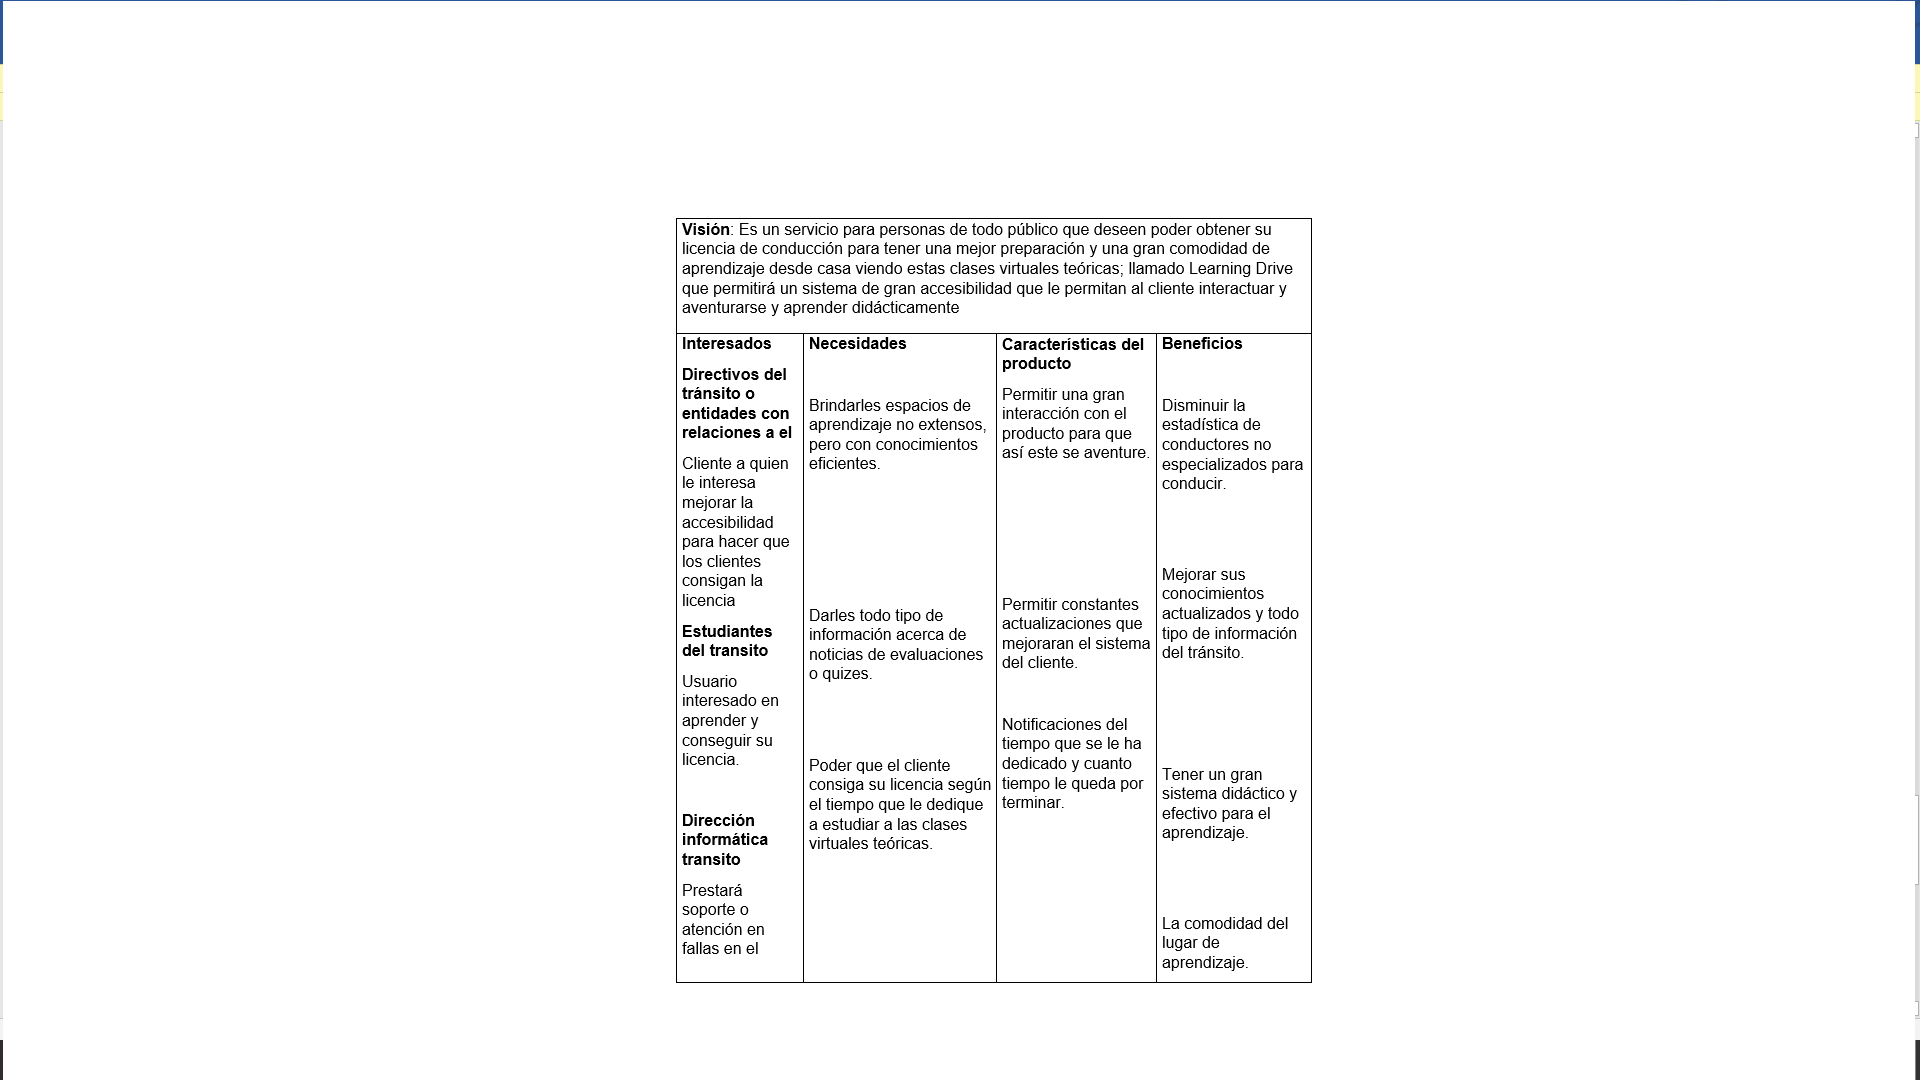 Visión: Es un servicio para personas de todo público que deseen poder obtener su
licencia de conducción para tener una mejor preparación y una gran comodidad de
aprendizaje desde casa viendo estas clases virtuales teóricas; llamado Learning Drive
que permitirá un sistema de gran accesibilidad que le permitan al cliente interactuar y
aventurarse y aprender didácticamente
Interesados
Directivos del
tránsito o
entidades con
relaciones a el
Cliente a quien
le interesa
mejorar la
accesibilidad
para hacer que
los clientes
consigan la
licencia
Estudiantes
del transito
Usuario
interesado en
aprender y
conseguir su
licencia.
Dirección
informática
transito
Prestará
soporte o
atención en
fallas en el
Necesidades
Brindarles espacios de
aprendizaje no extensos,
pero con conocimientos
eficientes.
Darles todo tipo de
información acerca de
noticias de evaluaciones
o quizes.
Poder que el cliente
consiga su licencia según
el tiempo que le dedique
a estudiar a las clases
virtuales teóricas.
Características del
producto
Permitir una gran
interacción con el
producto para que
así este se aventure.
Permitir constantes
actualizaciones que
mejoraran el sistema
del cliente.
Notificaciones del
tiempo que se le ha
dedicado y cuanto
tiempo le queda por
terminar.
Beneficios
Disminuir la
estadística de
conductores no
especializados para
conducir.
Mejorar sus
conocimientos
actualizados y todo
tipo de información
del tránsito.
Tener un gran
sistema didáctico y
efectivo para el
aprendizaje.
La comodidad del
lugar de
aprendizaje.